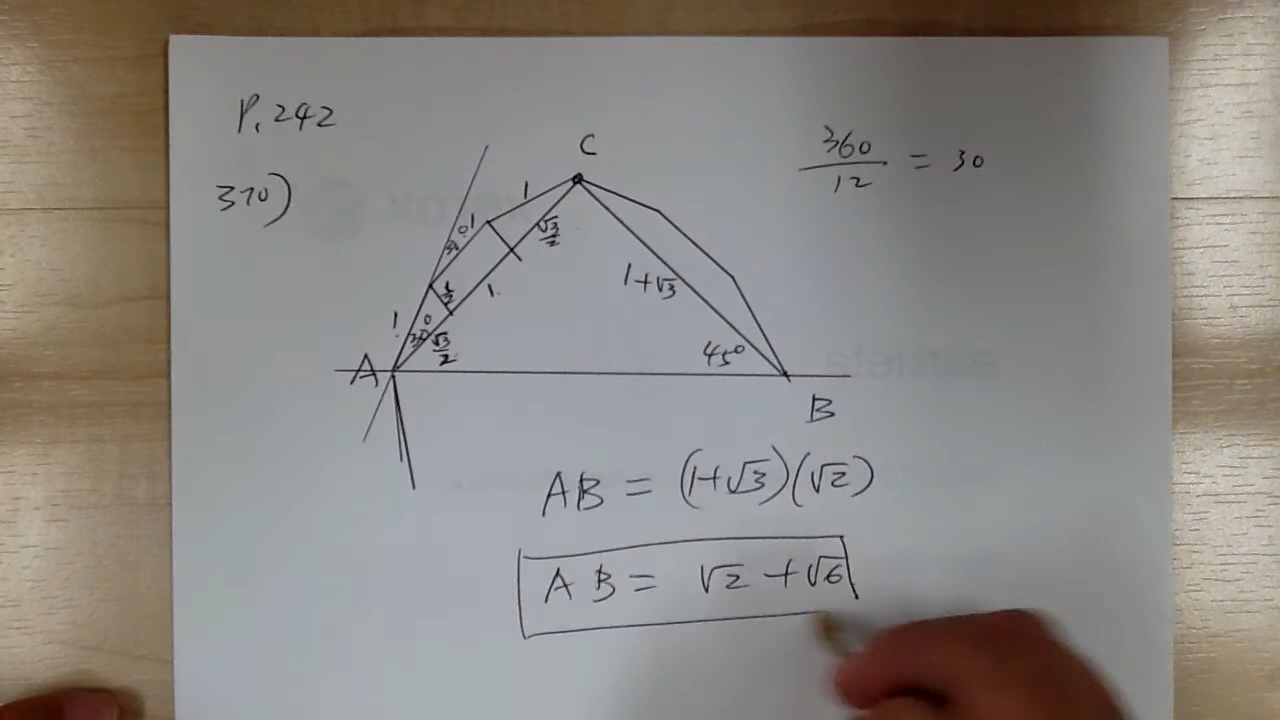 P.242
370)
C
360/12 = 30
1
1
30°
√3/2
1
1/2
1+√3
1
30°
√3/2
45°
A
B
AB = (1+√3)(√2)
AB = √2 + √6